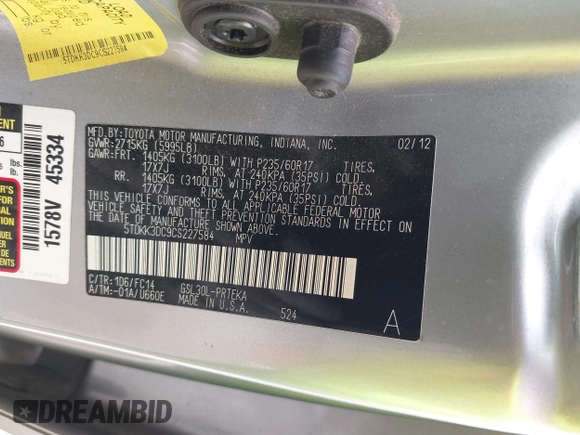 5TDKK3DC9CS227584
45334
1578V
MFD. BY: TOYOTA MOTOR MANUFACTURING, INDIANA, INC. 02/12
GVWR: 2715KG (5995LB)
GAWR: FRT. 1405KG (3100LB) WITH P235/60R17 TIRES,
17X7J RIMS, AT 240KPA (35PSI) COLD.
RR. 1405KG (3100LB) WITH P235/60R17 TIRES,
17X7J RIMS, AT 240KPA (35PSI) COLD.
THIS VEHICLE CONFORMS TO ALL APPLICABLE FEDERAL MOTOR
VEHICLE SAFETY AND BUMPER STANDARDS, AND THEFT
PREVENTION STANDARDS IN EFFECT ON THE DATE OF
MANUFACTURE SHOWN ABOVE.
5TDKK3DC9CS227584 MPV
C/TR: 1D6/FC14
A/TM: -01A/U660E
GSL30L-PRTEKA
MADE IN U.S.A.
524
A
DREAMBID